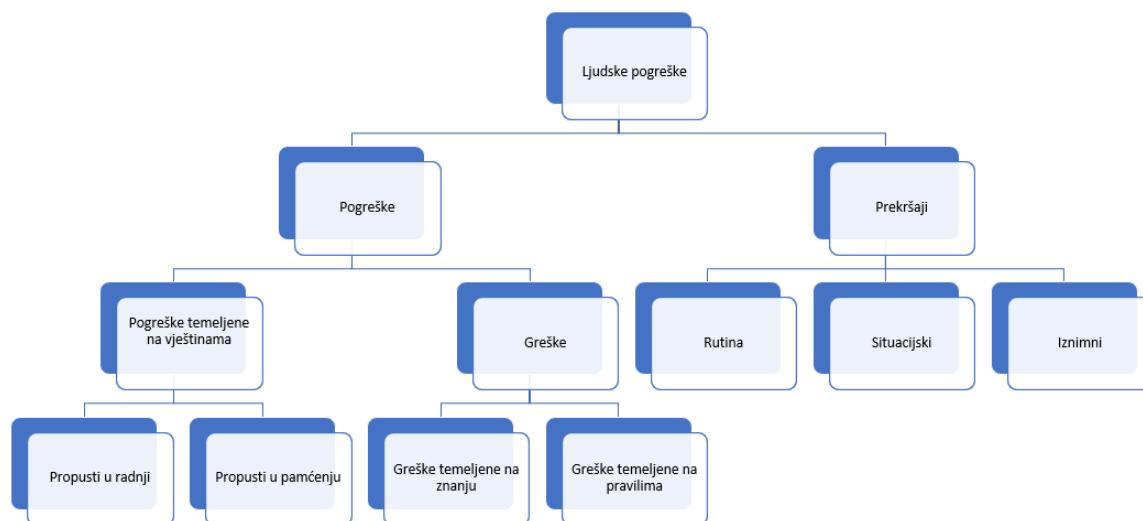 Ljudske pogreške
Pogreške
Prekršaji
Pogreške temeljene
na vještinama
Greške
Rutina
Situacijski
Iznimni
Propusti u radnji
Propusti u pamćenju
Greške temeljene na
znanju
Greške temeljene na
pravilima